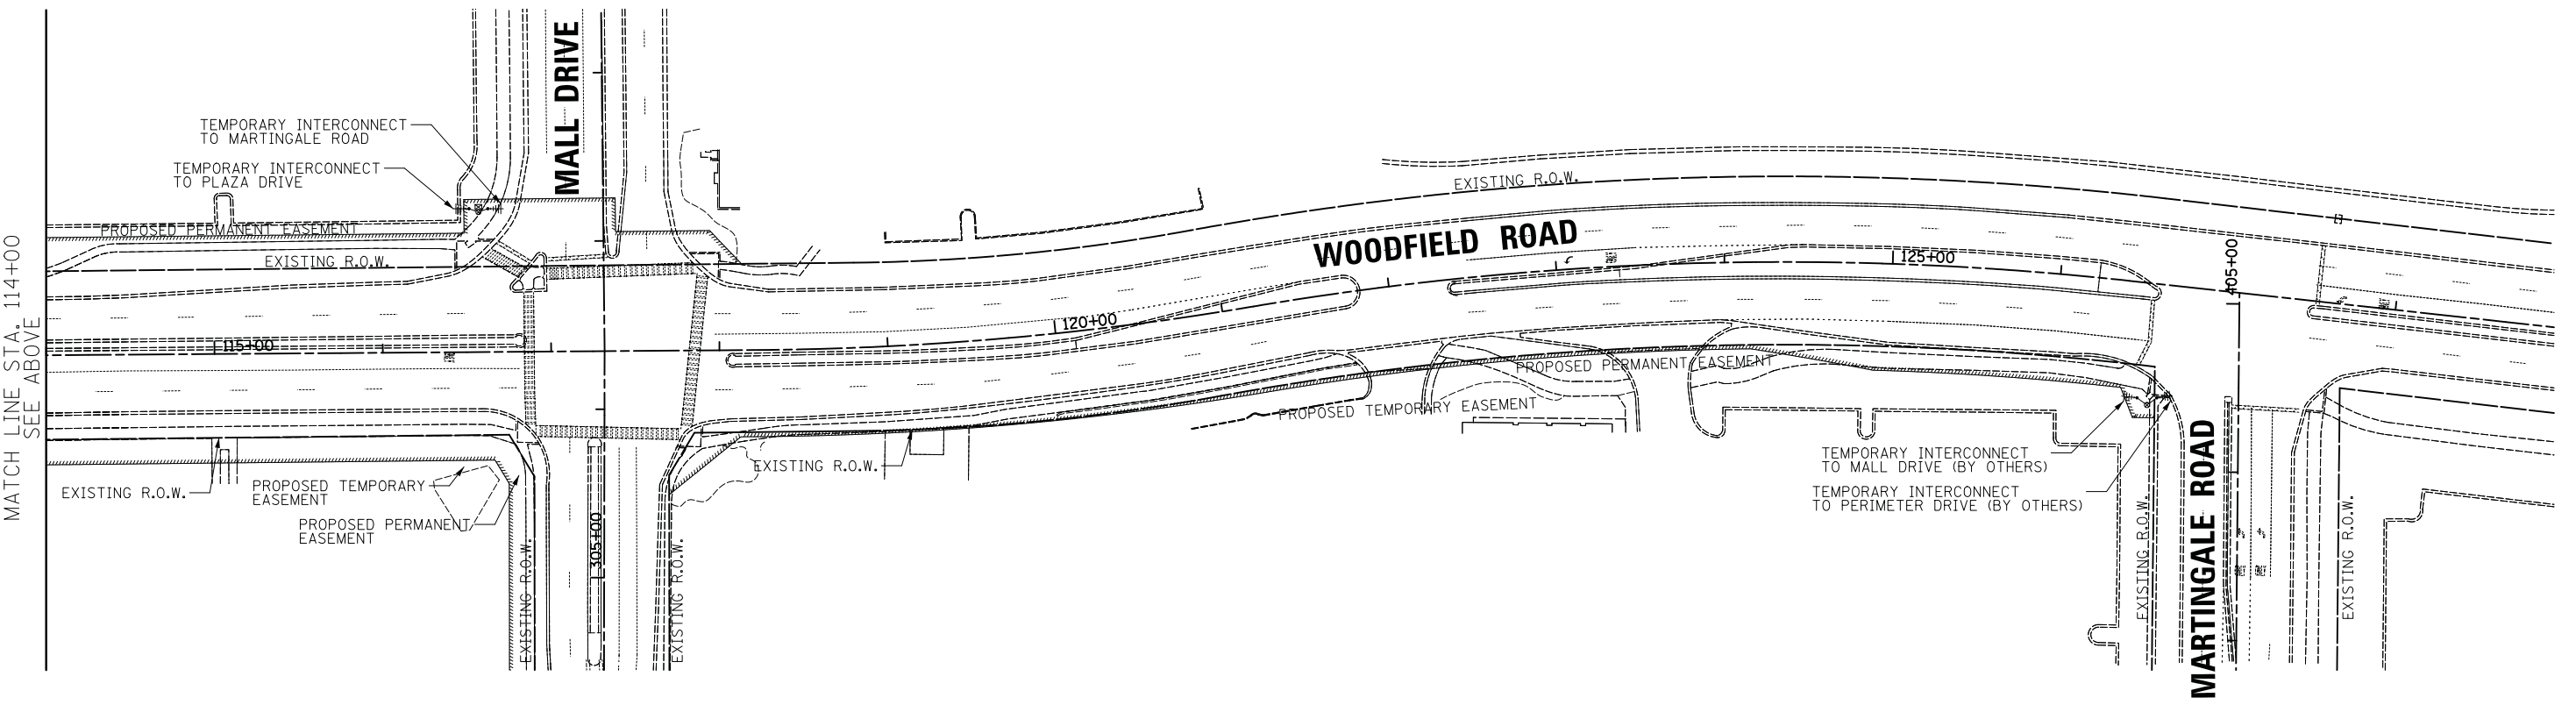 MATCH LINE STA. 114+00
SEE ABOVE
MALL DRIVE
TEMPORARY INTERCONNECT
TO MARTINGALE ROAD
TEMPORARY INTERCONNECT
TO PLAZA DRIVE
PROPOSED PERMANENT EASEMENT
EXISTING R.O.W.
115+00
EXISTING R.O.W.
PROPOSED TEMPORARY
EASEMENT
PROPOSED PERMANENT
EASEMENT
EXISTING R.O.W.
305+00
EXISTING R.O.W.
EXISTING R.O.W.
120+00
WOODFIELD ROAD
EXISTING R.O.W.
125+00
PROPOSED PERMANENT EASEMENT
PROPOSED TEMPORARY EASEMENT
405+00
TEMPORARY INTERCONNECT
TO MALL DRIVE (BY OTHERS)
TEMPORARY INTERCONNECT
TO PERIMETER DRIVE (BY OTHERS)
EXISTING R.O.W.
MARTINGALE ROAD
EXISTING R.O.W.